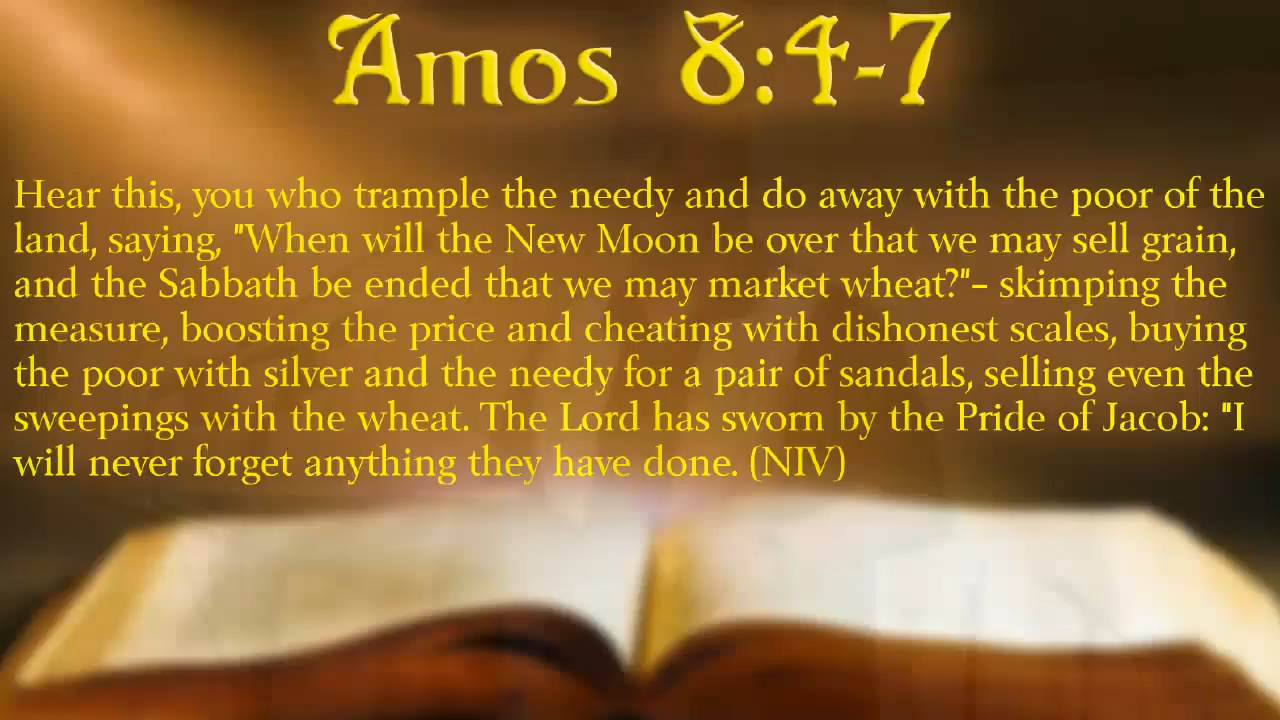 Amos 8:4-7
Hear this, you who trample the needy and do away with the poor of the
land, saying, "When will the New Moon be over that we may sell grain,
and the Sabbath be ended that we may market wheat?"- skimping the
measure, boosting the price and cheating with dishonest scales, buying
the poor with silver and the needy for a pair of sandals, selling even the
sweepings with the wheat. The Lord has sworn by the Pride of Jacob: "I
will never forget anything they have done. (NIV)